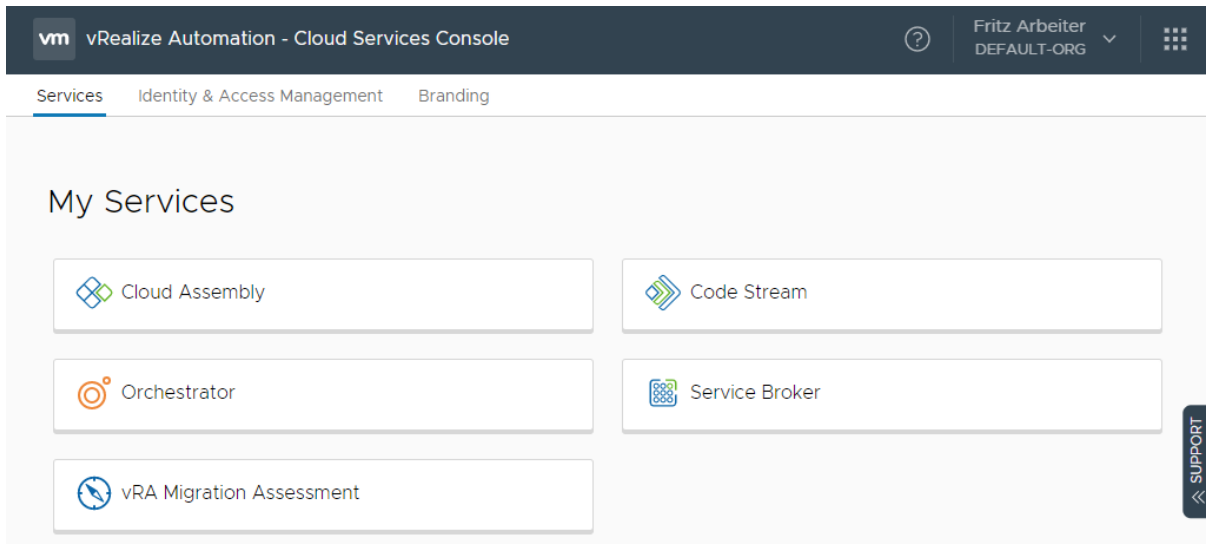 vm vRealize Automation - Cloud Services Console
Fritz Arbeiter
DEFAULT-ORG
Services Identity & Access Management Branding
My Services
Cloud Assembly
Code Stream
Orchestrator
Service Broker
vRA Migration Assessment
SUPPORT